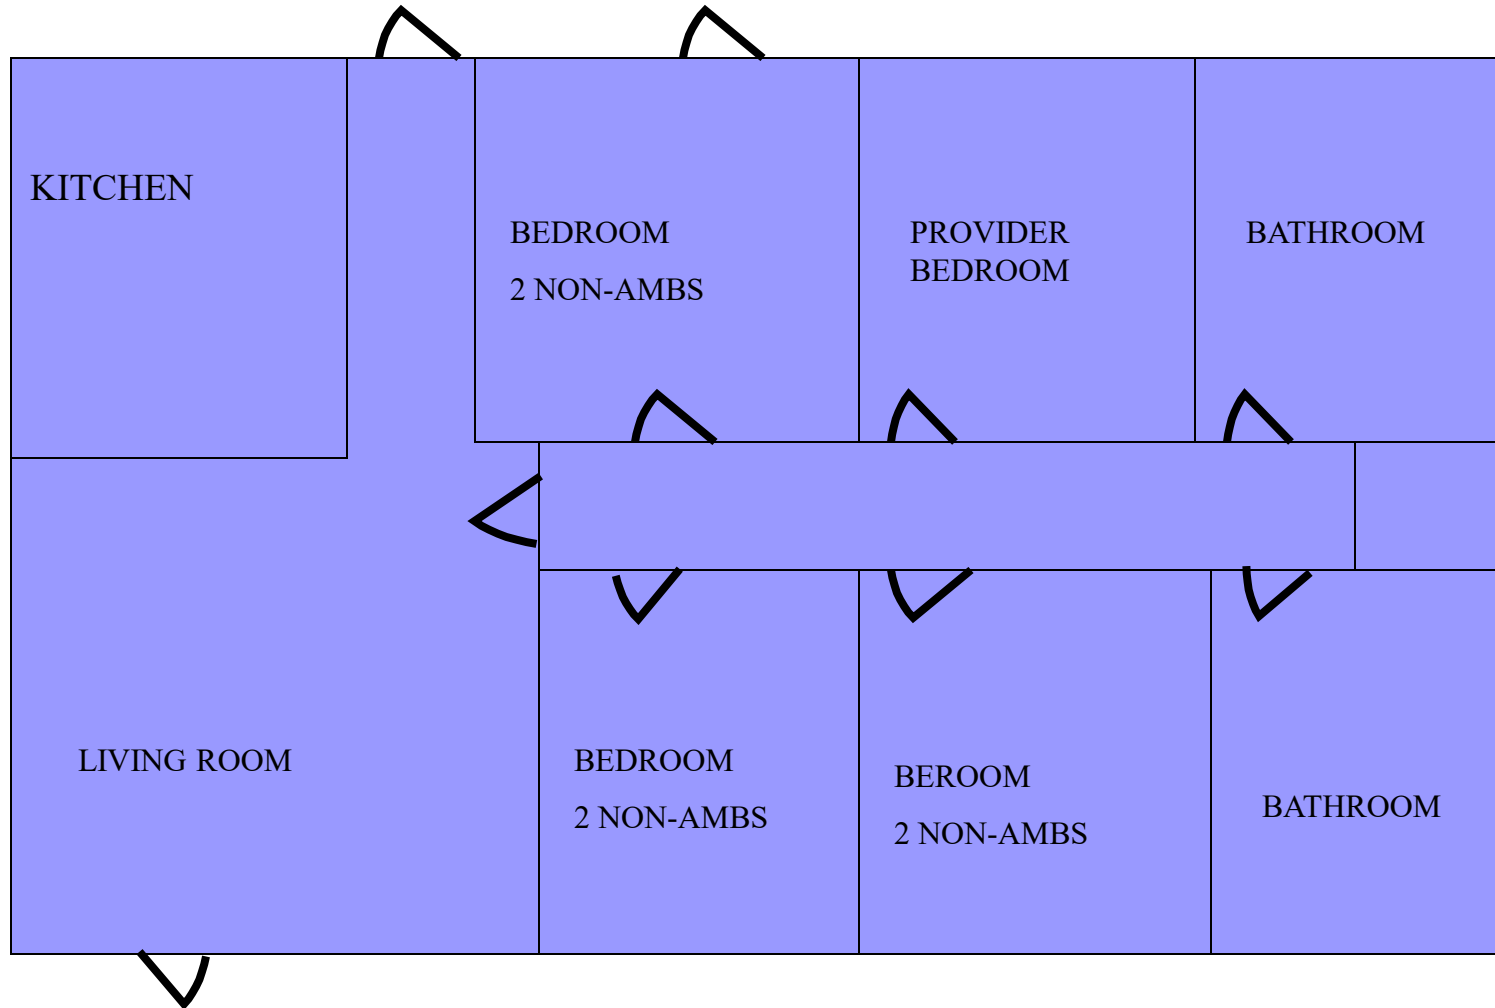 KITCHEN
BEDROOM
2 NON-AMBS
PROVIDER
BEDROOM
BATHROOM
LIVING ROOM
BEDROOM
2 NON-AMBS
BEROOM
2 NON-AMBS
BATHROOM